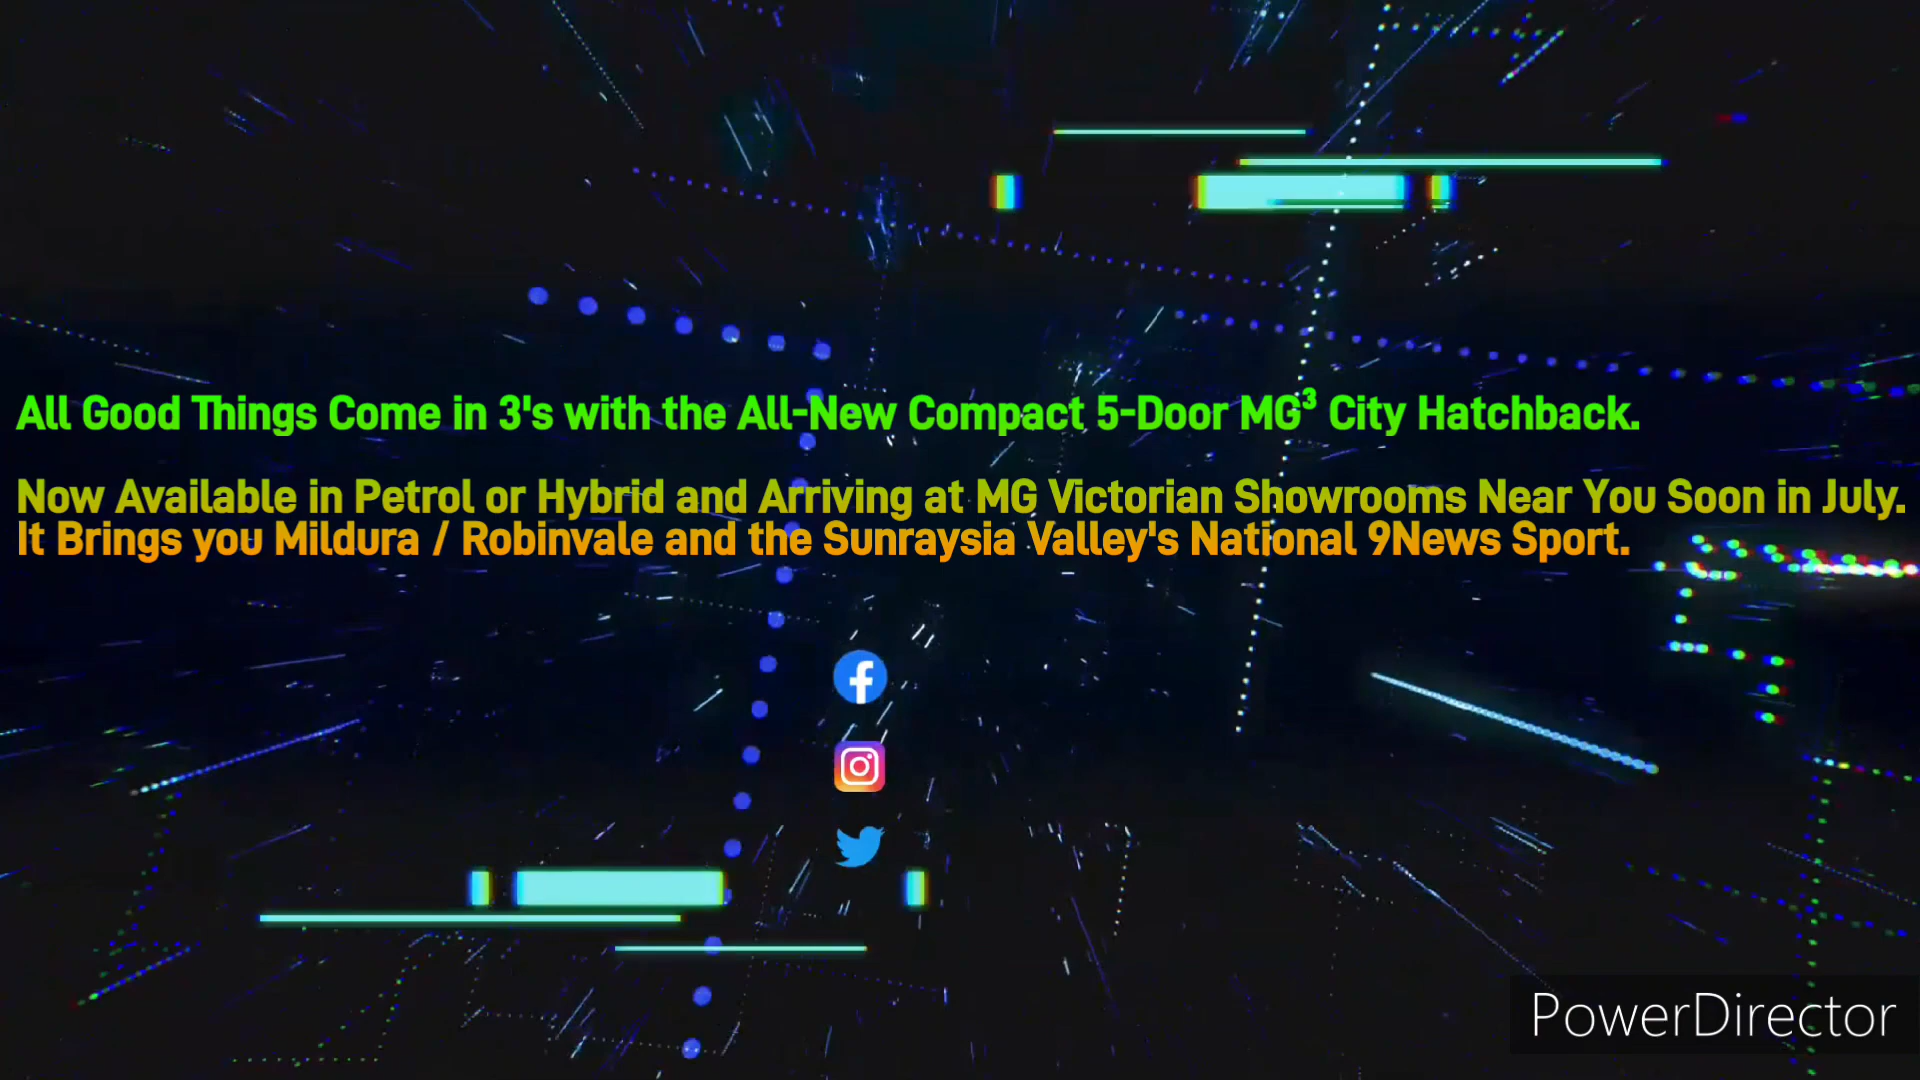 All Good Things Come in 3's with the All-New Compact 5-Door MG³ City Hatchback.
Now Available in Petrol or Hybrid and Arriving at MG Victorian Showrooms Near You Soon in July.
It Brings you Mildura / Robinvale and the Sunraysia Valley's National 9News Sport.
PowerDirector